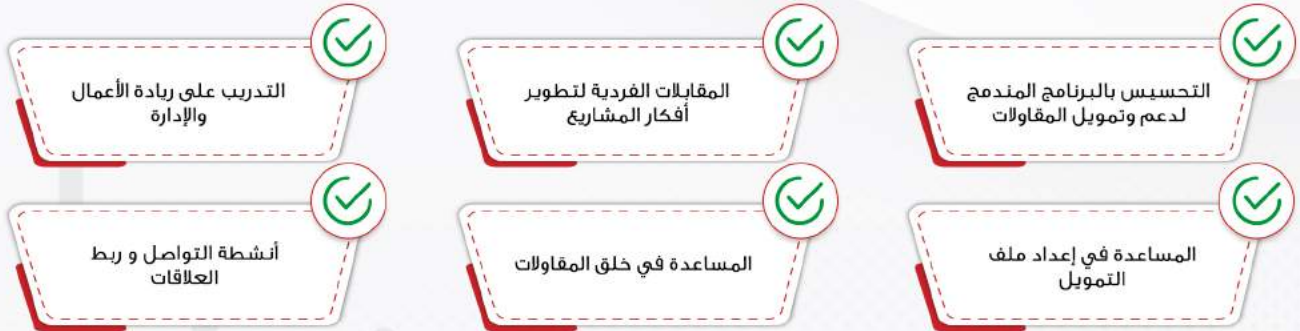 التحسيس بالبرنامج المندمج
لدعم وتمويل المقاولات
المقابلات الفردية لتطوير
أفكار المشاريع
التدريب على ريادة الأعمال
والإدارة
المساعدة في إعداد ملف
التمويل
المساعدة في خلق المقاولات
أنشطة التواصل و ربط
العلاقات